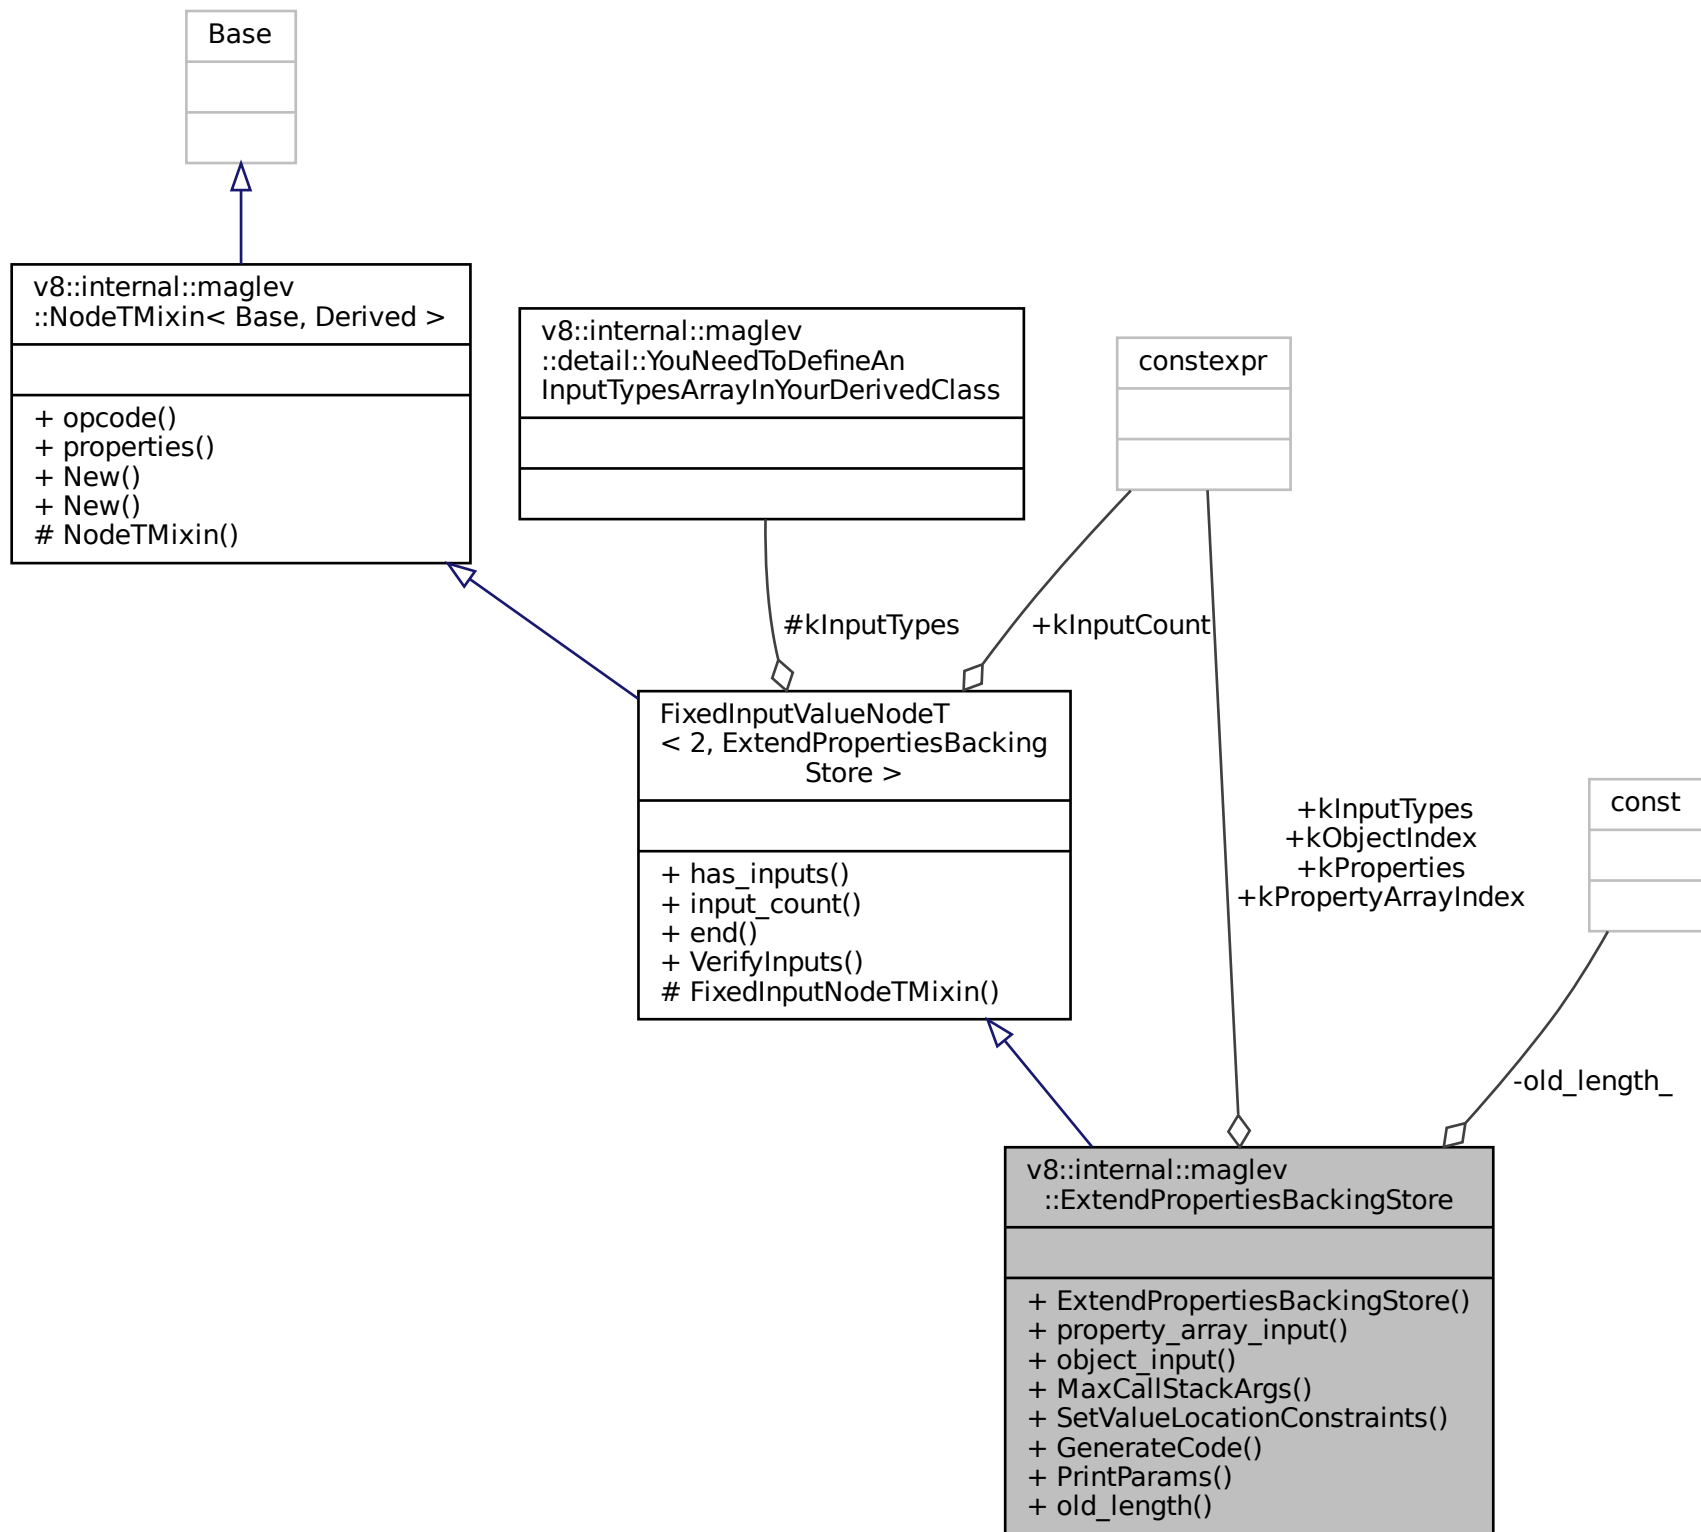 Base
v8::internal::maglev
::NodeTMixin< Base, Derived >
+ opcode()
+ properties()
+ New()
+ New()
# NodeTMixin()
v8::internal::maglev
::detail::YouNeedToDefineAn
InputTypesArrayInYourDerivedClass
constexpr
#kInputTypes
+kInputCount
FixedInputValueNodeT
< 2, ExtendPropertiesBacking
Store >
+ has_inputs()
+ input_count()
+ end()
+ VerifyInputs()
# FixedInputNodeTMixin()
+kInputTypes
+kObjectIndex
+kProperties
+kPropertyArrayIndex
const
-old_length_
v8::internal::maglev
::ExtendPropertiesBackingStore
+ ExtendPropertiesBackingStore()
+ property_array_input()
+ object_input()
+ MaxCallStackArgs()
+ SetValueLocationConstraints()
+ GenerateCode()
+ PrintParams()
+ old_length()